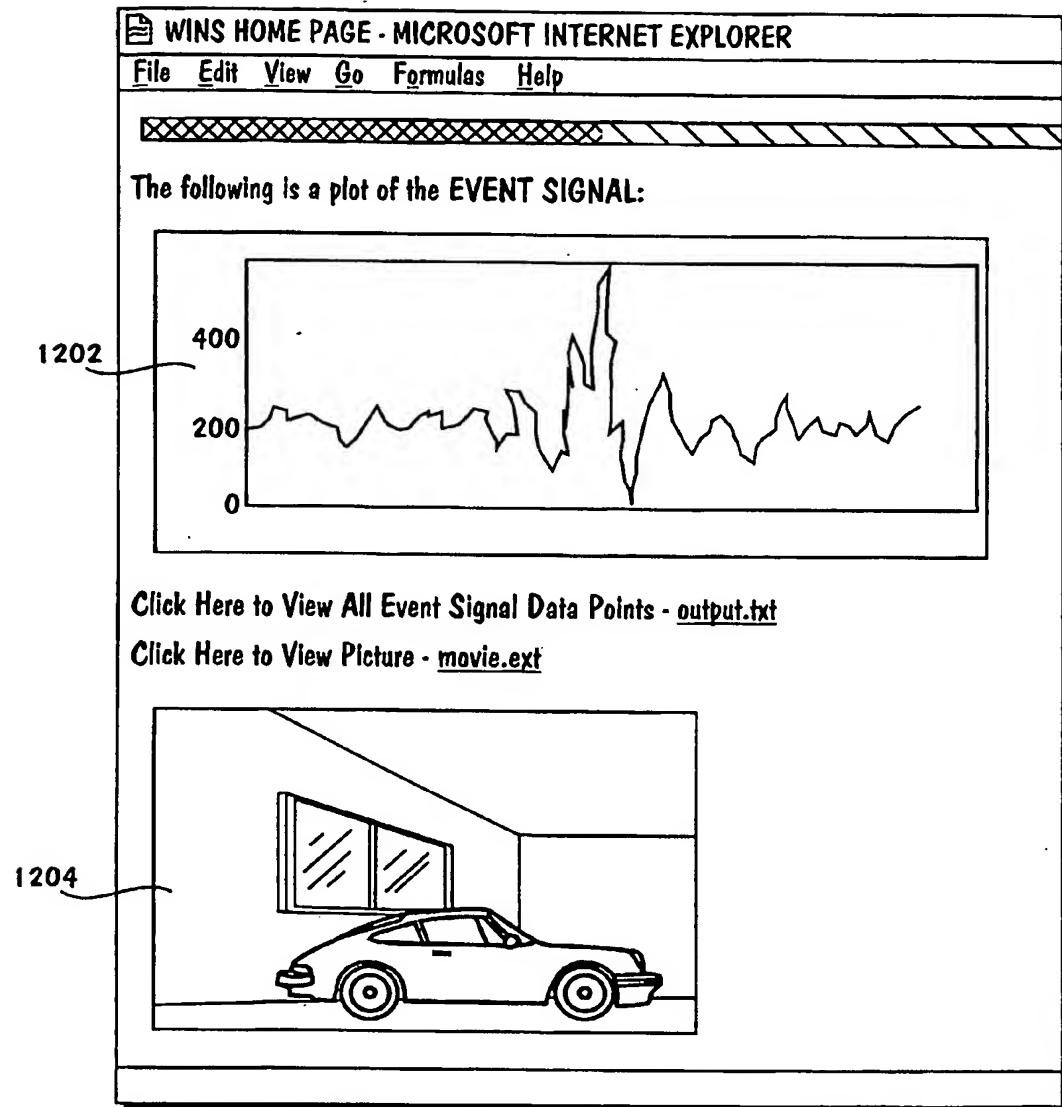 WINS HOME PAGE - MICROSOFT INTERNET EXPLORER
File Edit View Go Formulas Help
The following is a plot of the EVENT SIGNAL:
400
1202
200
0
Click Here to View All Event Signal Data Points - output.txt
Click Here to View Picture - movie.ext
1204